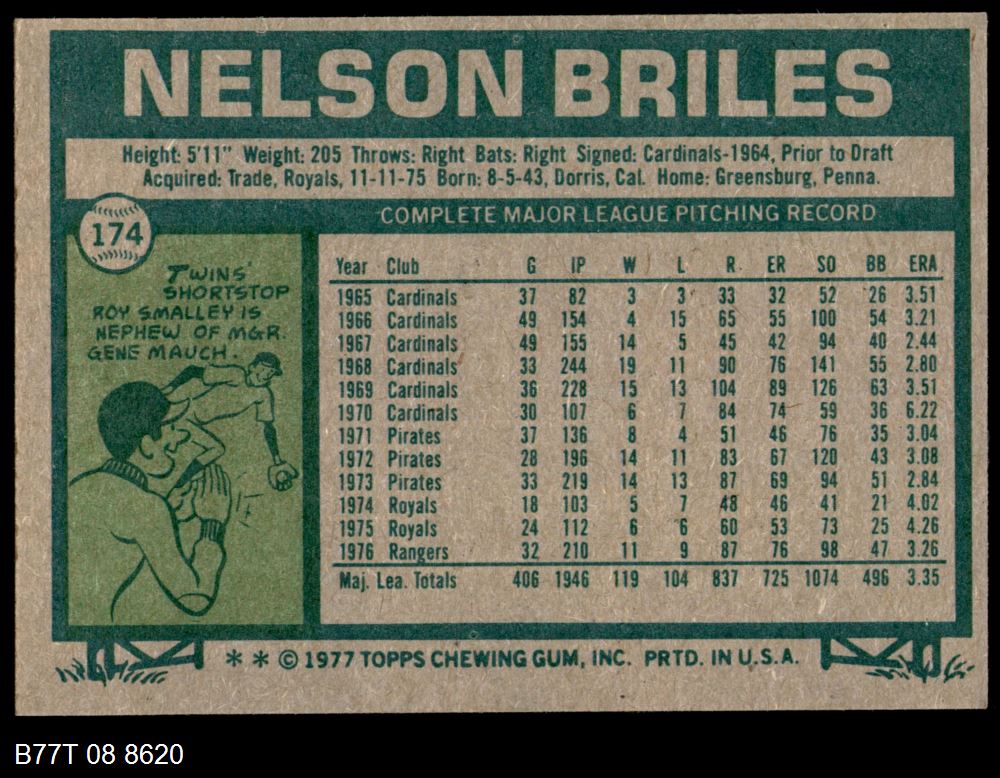 NELSON BRILES
Height: 5'11" Weight: 205 Throws: Right Bats: Right Signed: Cardinals-1964, Prior to Draft
Acquired: Trade, Royals, 11-11-75 Born: 8-5-43, Dorris, Cal. Home: Greensburg, Penna.
174
COMPLETE MAJOR LEAGUE PITCHING RECORD
TWINS'
SHORTSTOP
ROY SMALLEY IS
NEPHEW OF MGR.
GENE MAUCH.
Year Club G IP W L R ER SO BB ERA
1965 Cardinals 37 82 3 3 33 32 52 26 3.51
1966 Cardinals 49 154 4 15 65 55 100 54 3.21
1967 Cardinals 49 155 14 5 45 42 94 40 2.44
1968 Cardinals 33 244 19 11 90 76 141 55 2.80
1969 Cardinals 36 228 15 13 104 89 126 63 3.51
1970 Cardinals 30 107 6 7 84 74 59 36 6.22
1971 Pirates 37 136 8 4 51 46 76 35 3.04
1972 Pirates 28 196 14 11 83 67 120 43 3.08
1973 Pirates 33 219 14 13 87 69 94 51 2.84
1974 Royals 18 103 5 7 48 46 41 21 4.02
1975 Royals 24 112 6 6 60 53 73 25 4.26
1976 Rangers 32 210 11 9 87 76 98 47 3.26
Maj. Lea. Totals 406 1946 119 104 837 725 1074 496 3.35
* * © 1977 TOPPS CHEWING GUM, INC. PRTD. IN U.S.A.
B77T 08 8620